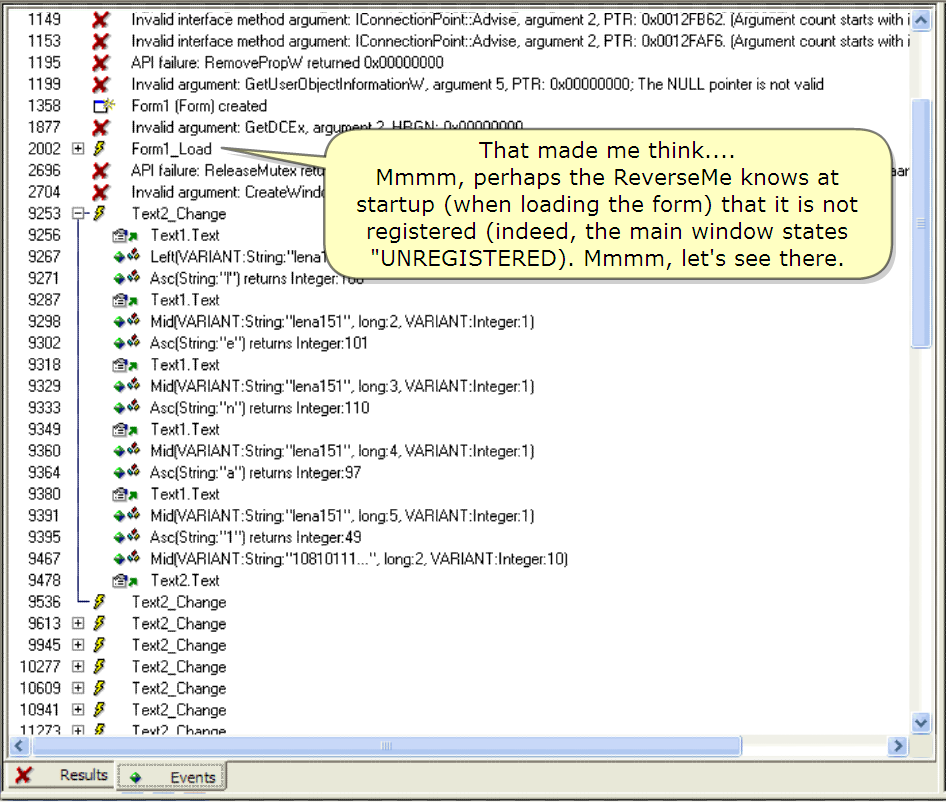 1149 Invalid interface method argument: IConnectionPoint::Advise, argument 2, PTR: 0x0012FB62. (Argument count starts with i
1153 Invalid interface method argument: IConnectionPoint::Advise, argument 2, PTR: 0x0012FAF6. (Argument count starts with i
1195 API failure: RemovePropW returned 0x00000000
1199 Invalid argument: GetUserObjectInformationW, argument 5, PTR: 0x00000000; The NULL pointer is not valid
1358 Form1 (Form) created
1877 Invalid argument: GetDCEx, argument 2, HRGN: 0x00000000
2002 Form1_Load
2696 API failure: ReleaseMutex retu
2704 Invalid argument: CreateWindo
That made me think....
Mmmm, perhaps the ReverseMe knows at
startup (when loading the form) that it is not
registered (indeed, the main window states
"UNREGISTERED). Mmmm, let's see there.
9253 Text2_Change
9256 Text1.Text
9267 Left(VARIANT:String:"lena1
9271 Asc(String:"l") returns Integer:108
9287 Text1.Text
9298 Mid(VARIANT:String:"lena151", long:2, VARIANT:Integer:1)
9302 Asc(String:"e") returns Integer:101
9318 Text1.Text
9329 Mid(VARIANT:String:"lena151", long:3, VARIANT:Integer:1)
9333 Asc(String:"n") returns Integer:110
9349 Text1.Text
9360 Mid(VARIANT:String:"lena151", long:4, VARIANT:Integer:1)
9364 Asc(String:"a") returns Integer:97
9380 Text1.Text
9391 Mid(VARIANT:String:"lena151", long:5, VARIANT:Integer:1)
9395 Asc(String:"1") returns Integer:49
9467 Mid(VARIANT:String:"10810111...", long:2, VARIANT:Integer:10)
9478 Text2.Text
9536 Text2_Change
9613 Text2_Change
9945 Text2_Change
10277 Text2_Change
10609 Text2_Change
10941 Text2_Change
11273 Text2_Change
Results Events